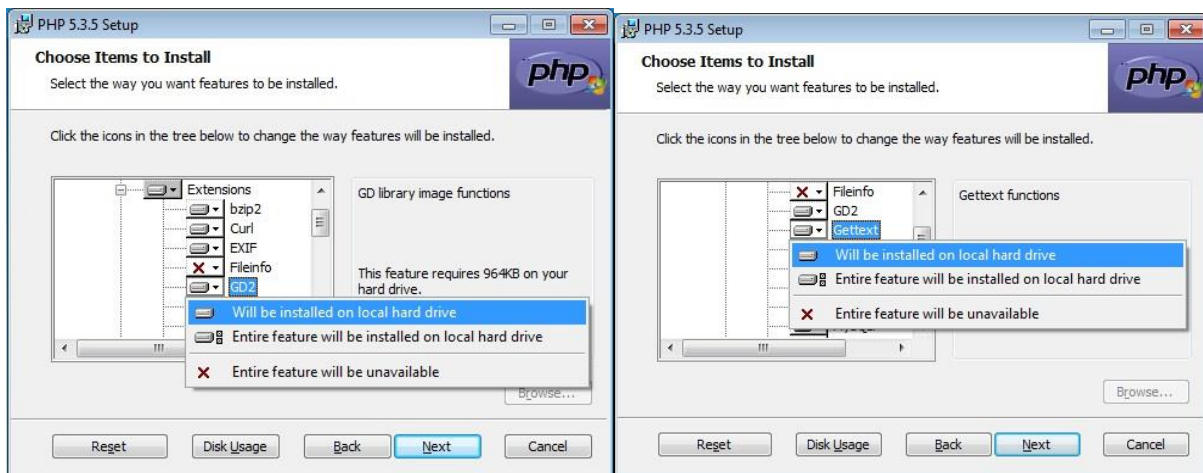 PHP 5.3.5 Setup
Choose Items to Install
Select the way you want features to be installed.
php
Click the icons in the tree below to change the way features will be installed.
Extensions
bzip2
Curl
EXIF
Fileinfo
GD2
GD library image functions
This feature requires 964KB on your
hard drive.
Will be installed on local hard drive
Entire feature will be installed on local hard drive
Entire feature will be unavailable
Browse...
Reset
Disk Usage
Back
Next
Cancel
PHP 5.3.5 Setup
Choose Items to Install
Select the way you want features to be installed.
php
Click the icons in the tree below to change the way features will be installed.
Fileinfo
GD2
Gettext
Gettext functions
Will be installed on local hard drive
Entire feature will be installed on local hard drive
Entire feature will be unavailable
Browse...
Reset
Disk Usage
Back
Next
Cancel